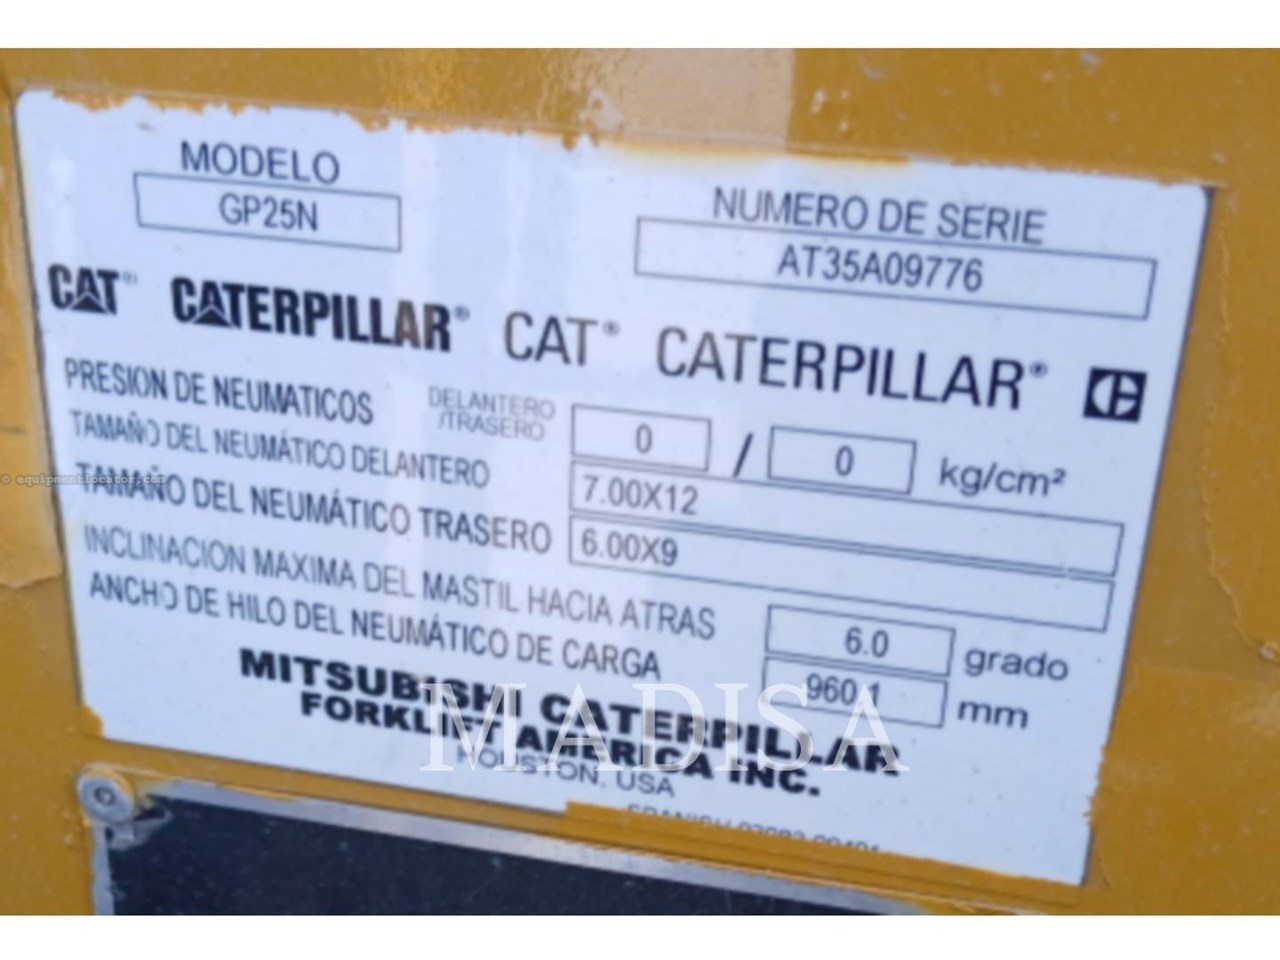 MODELO
GP25N
NUMERO DE SERIE
AT35A09776
CAT® CATERPILLAR® CAT® CATERPILLAR®
PRESION DE NEUMATICOS DELANTERO /TRASERO 0 / 0 kg/cm²
TAMAÑO DEL NEUMÁTICO DELANTERO 7.00X12
TAMAÑO DEL NEUMÁTICO TRASERO 6.00X9
INCLINACION MAXIMA DEL MASTIL HACIA ATRAS 6.0 grado
ANCHO DE HILO DEL NEUMÁTICO DE CARGA 960.1 mm
MITSUBISHI CATERPILLAR
FORKLIFT AMERICA INC.
HOUSTON, USA
MADISA
© equipmentlocator.com